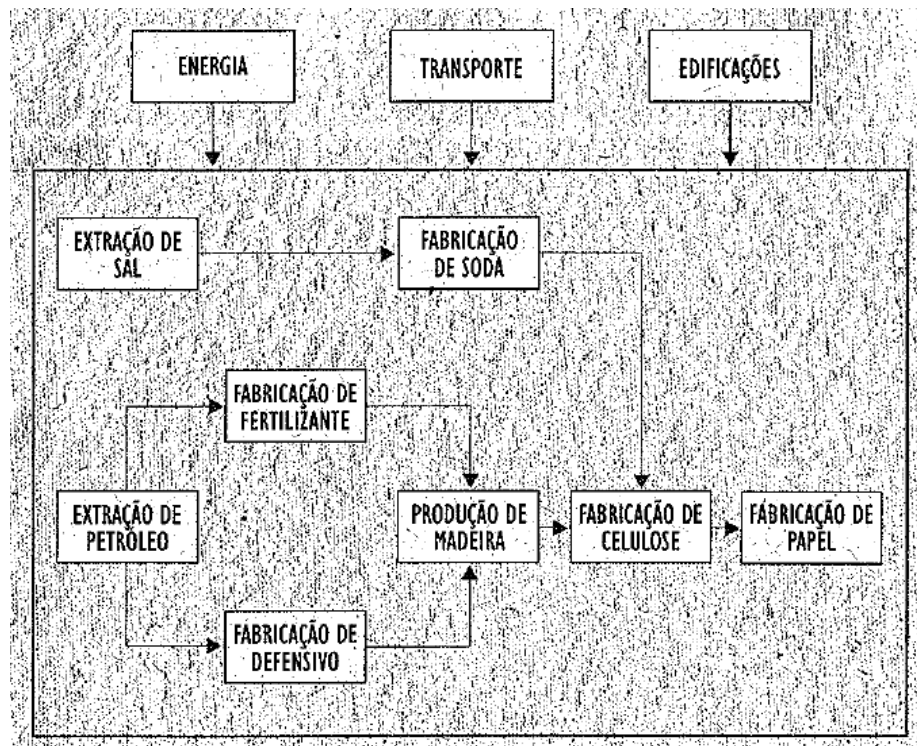 ENERGIA
TRANSPORTE
EDIFICAÇÕES
EXTRAÇÃO DE
SAL
FABRICAÇÃO
DE SODA
FABRICAÇÃO DE
FERTILIZANTE
EXTRAÇÃO DE
PETRÓLEO
PRODUÇÃO DE
MADEIRA
FABRICAÇÃO DE
CELULOSE
FABRICAÇÃO DE
PAPEL
FABRICAÇÃO DE
DEFENSIVO